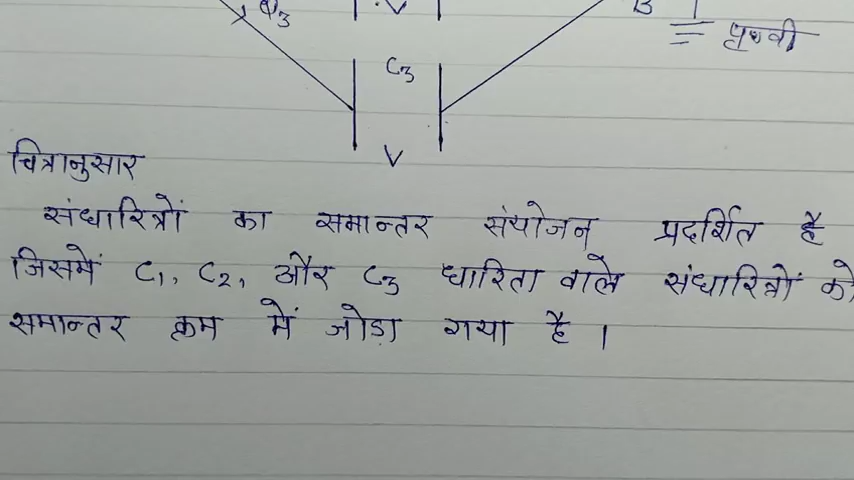 Q3 V B
पृथ्वी
C3
V
चित्रानुसार
संधारित्रों का समान्तर संयोजन प्रदर्शित है
जिसमें C1, C2, और C3 धारिता वाले संधारित्रों को
समान्तर क्रम में जोड़ा गया है ।